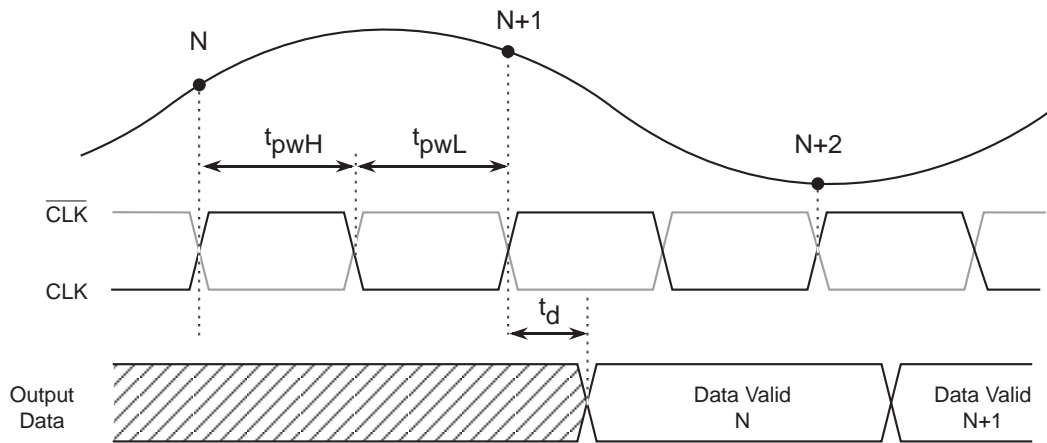 N
N+1
N+2
tpwH
tpwL
CLK
CLK
td
Output
Data
Data Valid
N
Data Valid
N+1